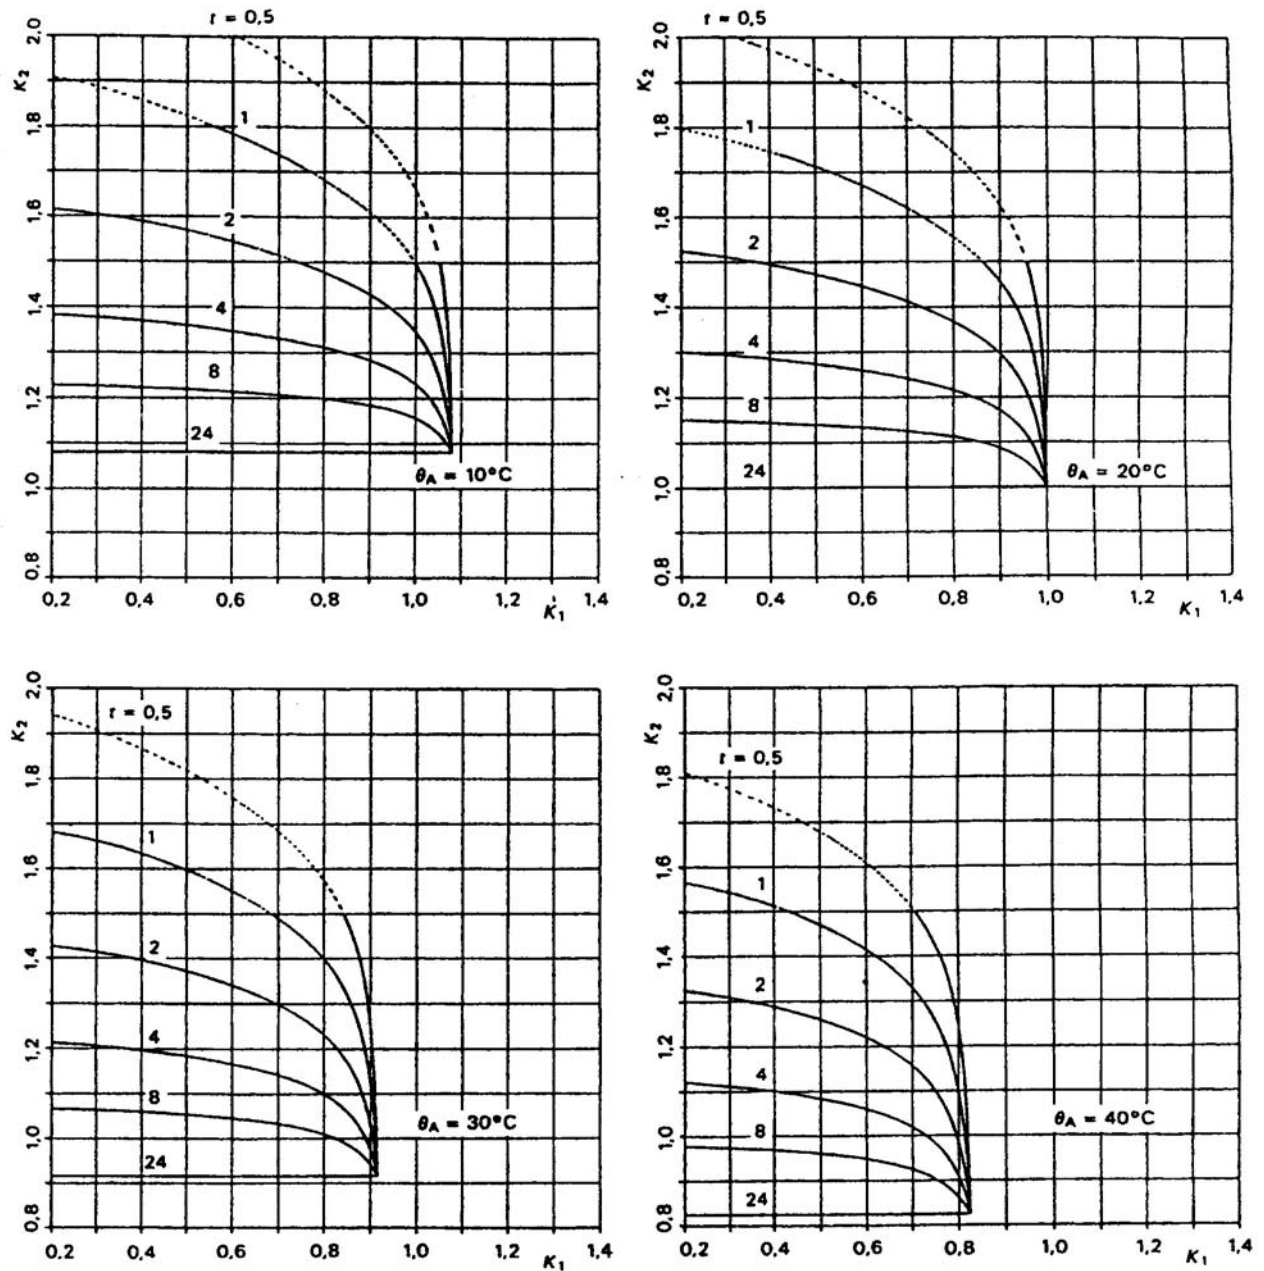 t = 0,5
K₂
2,0
1,8
1,6
1,4
1,2
1,0
0,8
1
2
4
8
24
θ_A = 10°C
0,2 0,4 0,6 0,8 1,0 1,2 1,4
K₁
t = 0,5
K₂
2,0
1,8
1,6
1,4
1,2
1,0
0,8
1
2
4
8
24
θ_A = 20°C
0,2 0,4 0,6 0,8 1,0 1,2 1,4
K₁
t = 0,5
K₂
2,0
1,8
1,6
1,4
1,2
1,0
0,8
1
2
4
8
24
θ_A = 30°C
0,2 0,4 0,6 0,8 1,0 1,2 1,4
K₁
t = 0,5
K₂
2,0
1,8
1,6
1,4
1,2
1,0
0,8
1
2
4
8
24
θ_A = 40°C
0,2 0,4 0,6 0,8 1,0 1,2 1,4
K₁